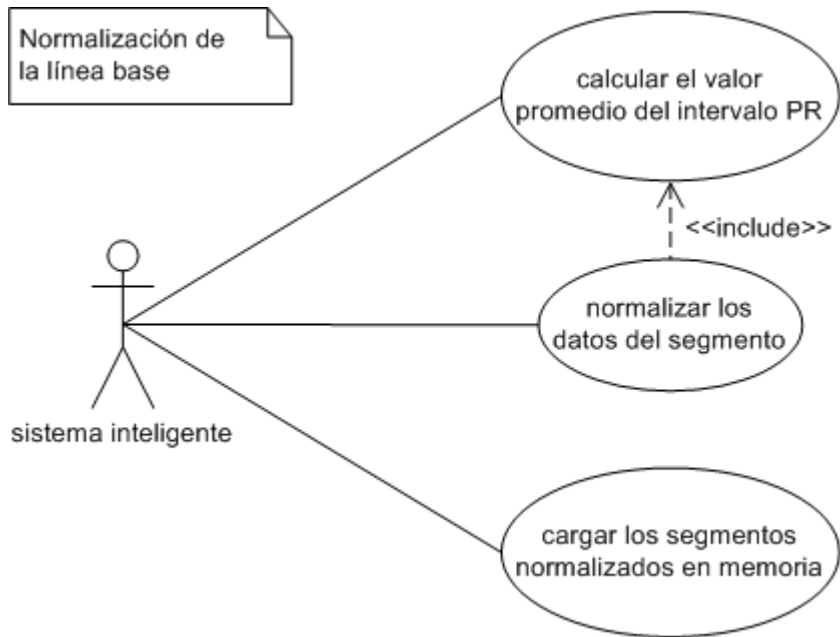 Normalización de
la línea base
calcular el valor
promedio del intervalo PR
<<include>>
normalizar los
datos del segmento
sistema inteligente
cargar los segmentos
normalizados en memoria